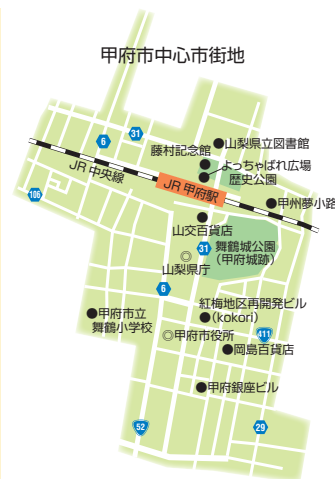 甲府市中心市街地
6
31
山梨県立図書館
藤村記念館
よっちゃばれ広場
歴史公園
JR 中央線
JR 甲府駅
106
甲州夢小路
山交百貨店
31
舞鶴城公園
(甲府城跡)
山梨県庁
6
紅梅地区再開発ビル
(kokori)
甲府市立
舞鶴小学校
甲府市役所
411
岡島百貨店
甲府銀座ビル
52
29